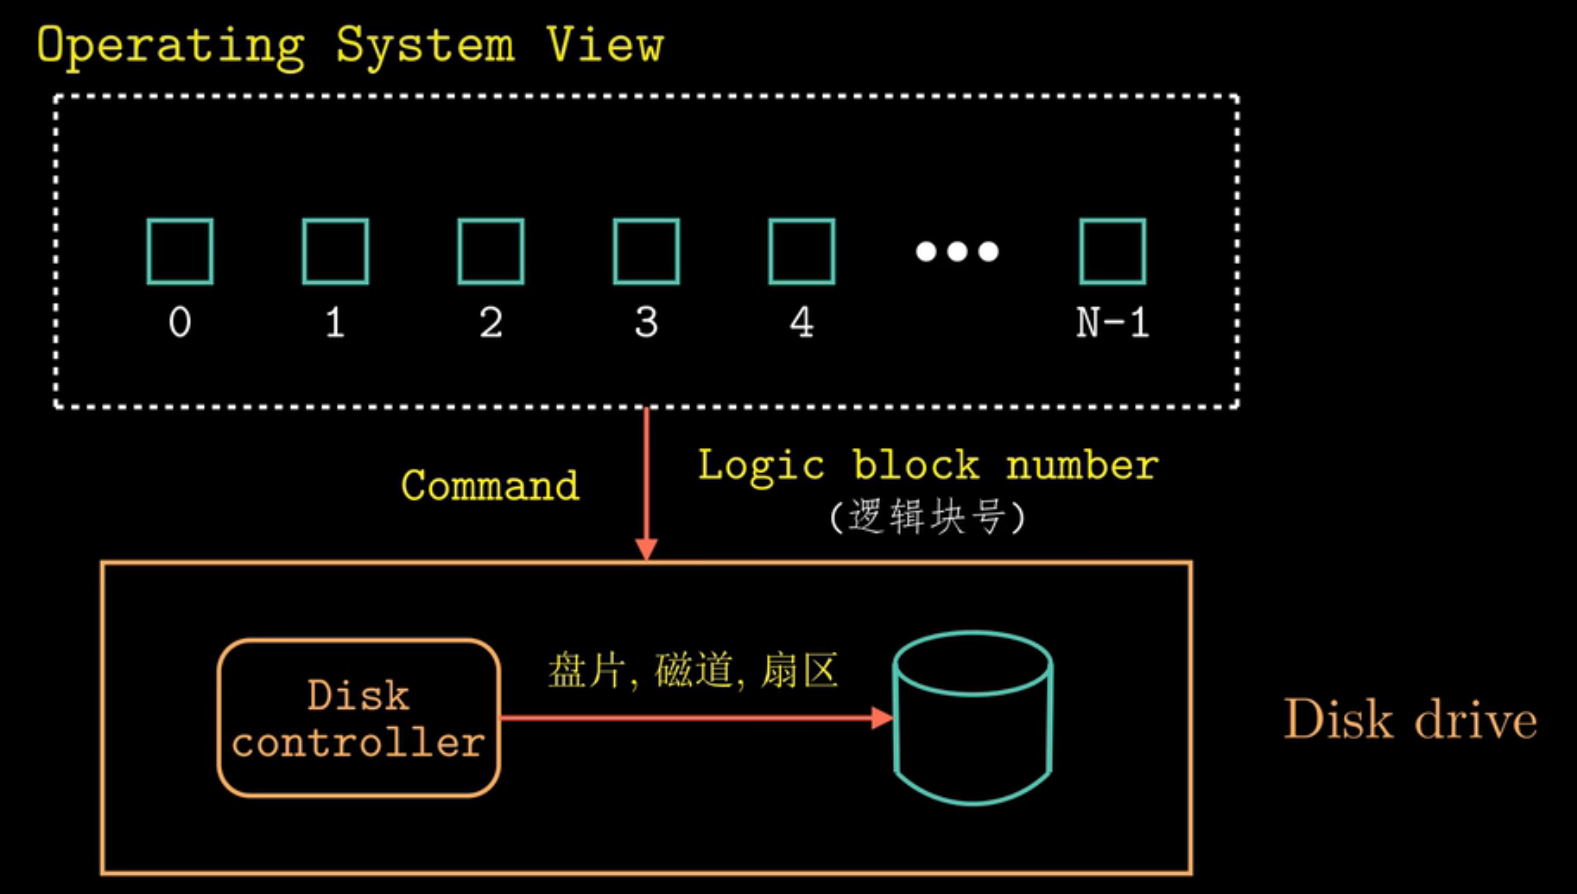 Operating System View
0 1 2 3 4 ••• N-1
Command
Logic block number
(逻辑块号)
Disk
controller
盘片, 磁道, 扇区
Disk drive